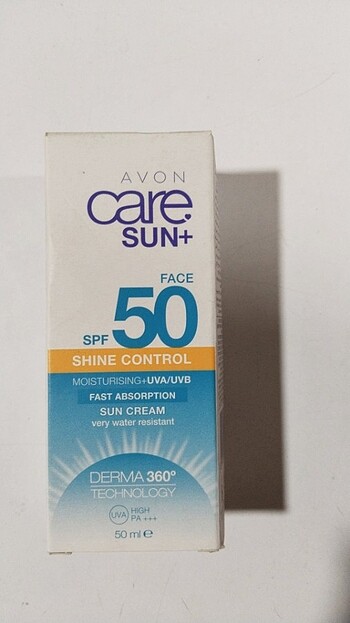 AVON
care.
SUN+
FACE
SPF 50
SHINE CONTROL
MOISTURISING+UVA/UVB
FAST ABSORPTION
SUN CREAM
very water resistant
DERMA 360°
TECHNOLOGY
UVA HIGH
PA +++
50 ml ℮